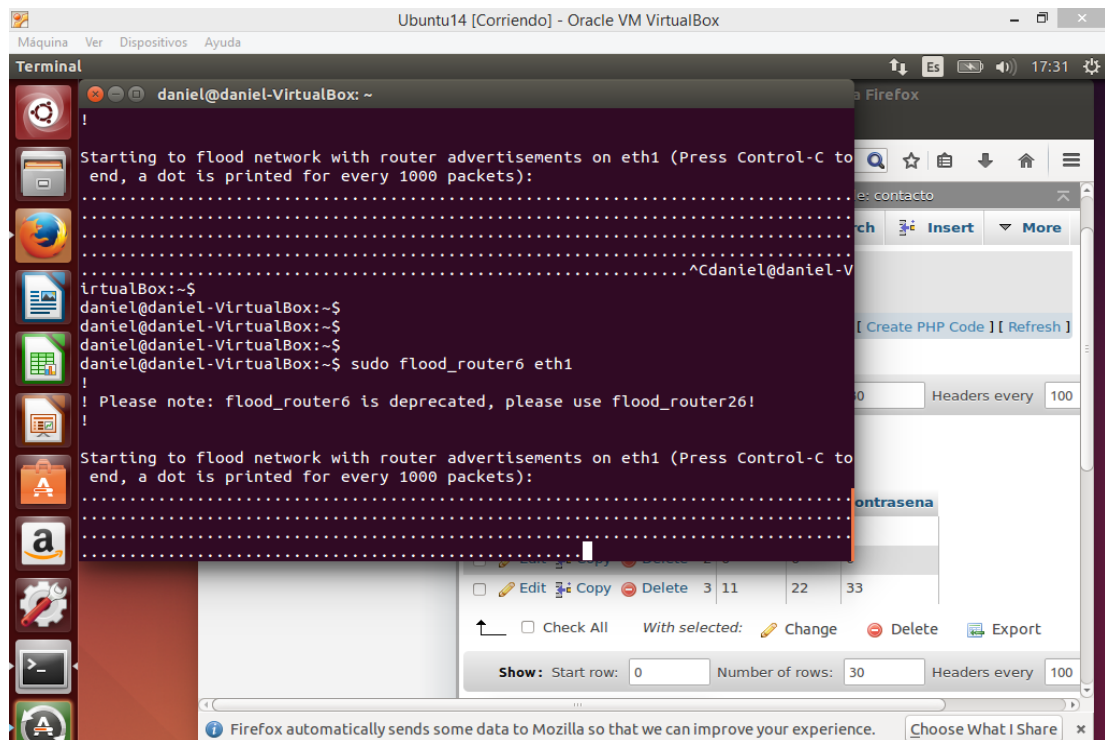 Ubuntu14 [Corriendo] - Oracle VM VirtualBox
Máquina Ver Dispositivos Ayuda
Terminal
Es
17:31
daniel@daniel-VirtualBox: ~
a Firefox
!
Starting to flood network with router advertisements on eth1 (Press Control-C to
end, a dot is printed for every 1000 packets):
................................................................................
................................................................................
................................................................................
................................................................................
...............................................................^Cdaniel@daniel-V
irtualBox:~$
daniel@daniel-VirtualBox:~$
daniel@daniel-VirtualBox:~$
daniel@daniel-VirtualBox:~$
daniel@daniel-VirtualBox:~$ sudo flood_router6 eth1
!
! Please note: flood_router6 is deprecated, please use flood_router26!
!
Starting to flood network with router advertisements on eth1 (Press Control-C to
end, a dot is printed for every 1000 packets):
................................................................................
................................................................................
................................................................................
....................................................
e: contacto
rch Insert More
[ Create PHP Code ] [ Refresh ]
30 Headers every 100
ontrasena
Edit Copy Delete 3 11 22 33
Check All With selected: Change Delete Export
Show: Start row: 0 Number of rows: 30 Headers every 100
Firefox automatically sends some data to Mozilla so that we can improve your experience. Choose What I Share ×